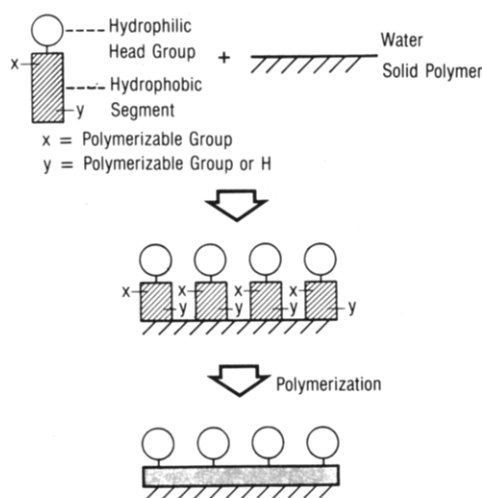 Hydrophilic
Head Group
+
Water
Solid Polymer
x
Hydrophobic
Segment
y
x = Polymerizable Group
y = Polymerizable Group or H
x x x x
y y y y
Polymerization